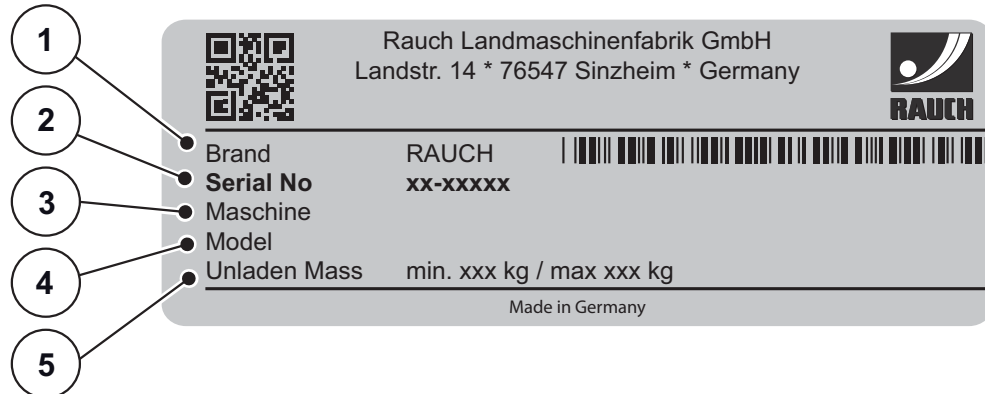 Rauch Landmaschinenfabrik GmbH
Landstr. 14 * 76547 Sinzheim * Germany
RAUCH
1
Brand RAUCH
2
Serial No xx-xxxxx
3
Maschine
4
Model
5
Unladen Mass min. xxx kg / max xxx kg
Made in Germany